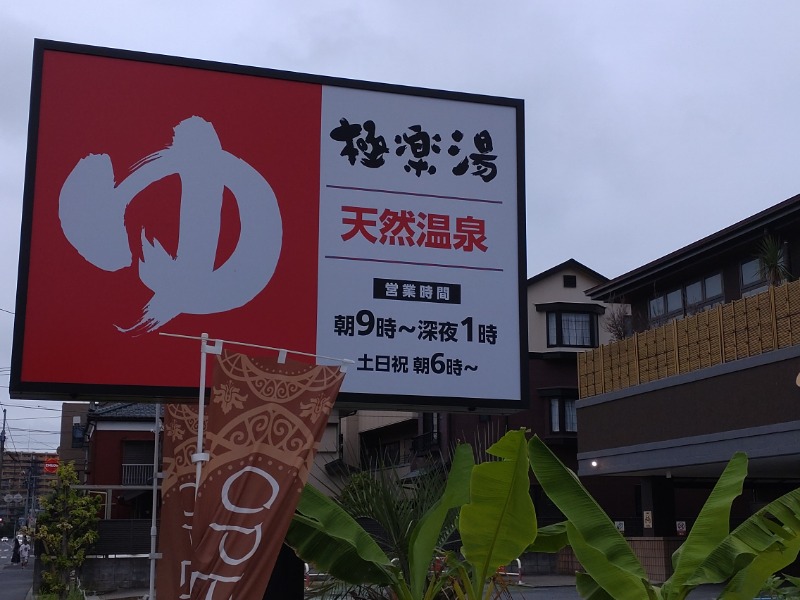 ゆ
極楽湯
天然温泉
営業時間
朝9時～深夜1時
土日祝 朝6時～
OPE